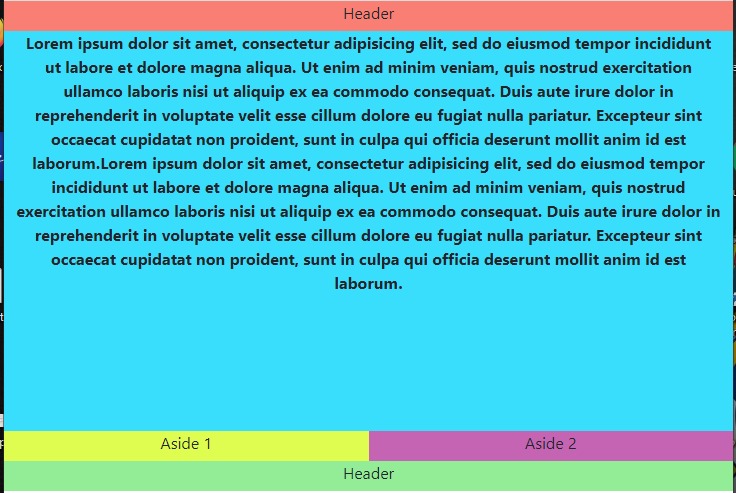 Header
Lorem ipsum dolor sit amet, consectetur adipisicing elit, sed do eiusmod tempor incididunt
ut labore et dolore magna aliqua. Ut enim ad minim veniam, quis nostrud exercitation
ullamco laboris nisi ut aliquip ex ea commodo consequat. Duis aute irure dolor in
reprehenderit in voluptate velit esse cillum dolore eu fugiat nulla pariatur. Excepteur sint
occaecat cupidatat non proident, sunt in culpa qui officia deserunt mollit anim id est
laborum.Lorem ipsum dolor sit amet, consectetur adipisicing elit, sed do eiusmod tempor
incididunt ut labore et dolore magna aliqua. Ut enim ad minim veniam, quis nostrud
exercitation ullamco laboris nisi ut aliquip ex ea commodo consequat. Duis aute irure dolor in
reprehenderit in voluptate velit esse cillum dolore eu fugiat nulla pariatur. Excepteur sint
occaecat cupidatat non proident, sunt in culpa qui officia deserunt mollit anim id est
laborum.
Aside 1
Aside 2
Header